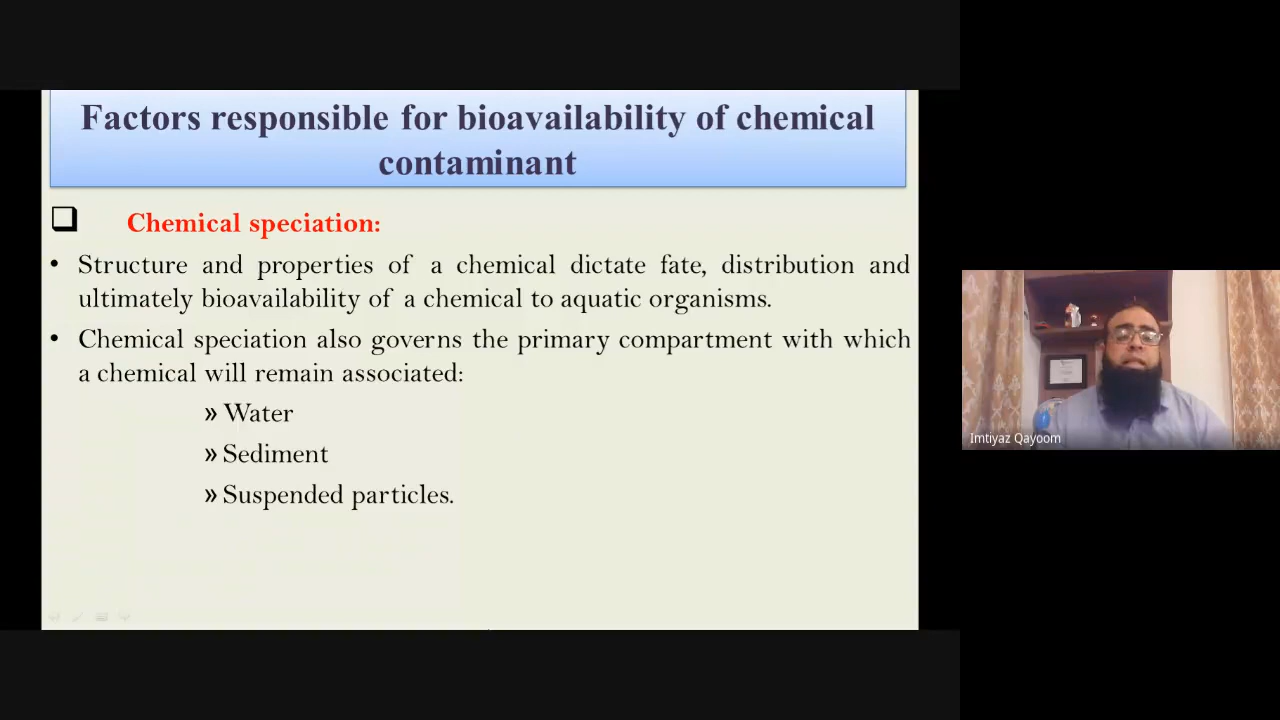 Factors responsible for bioavailability of chemical
contaminant
Chemical speciation:
• Structure and properties of a chemical dictate fate, distribution and
ultimately bioavailability of a chemical to aquatic organisms.
• Chemical speciation also governs the primary compartment with which
a chemical will remain associated:
» Water
» Sediment
» Suspended particles.
Imtiyaz Qayoom